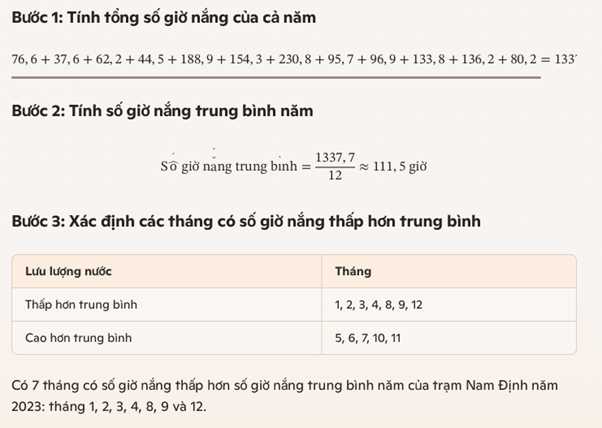 Bước 1: Tính tổng số giờ nắng của cả năm
76,6 + 37,6 + 62,2 + 44,5 + 188,9 + 154,3 + 230,8 + 95,7 + 96,9 + 133,8 + 136,2 + 80,2 = 133
Bước 2: Tính số giờ nắng trung bình năm
Số giờ nắng trung bình = 1337,7 / 12 ≈ 111,5 giờ
Bước 3: Xác định các tháng có số giờ nắng thấp hơn trung bình
Lưu lượng nước Tháng
Thấp hơn trung bình 1, 2, 3, 4, 8, 9, 12
Cao hơn trung bình 5, 6, 7, 10, 11
Có 7 tháng có số giờ nắng thấp hơn số giờ nắng trung bình năm của trạm Nam Định năm
2023: tháng 1, 2, 3, 4, 8, 9 và 12.